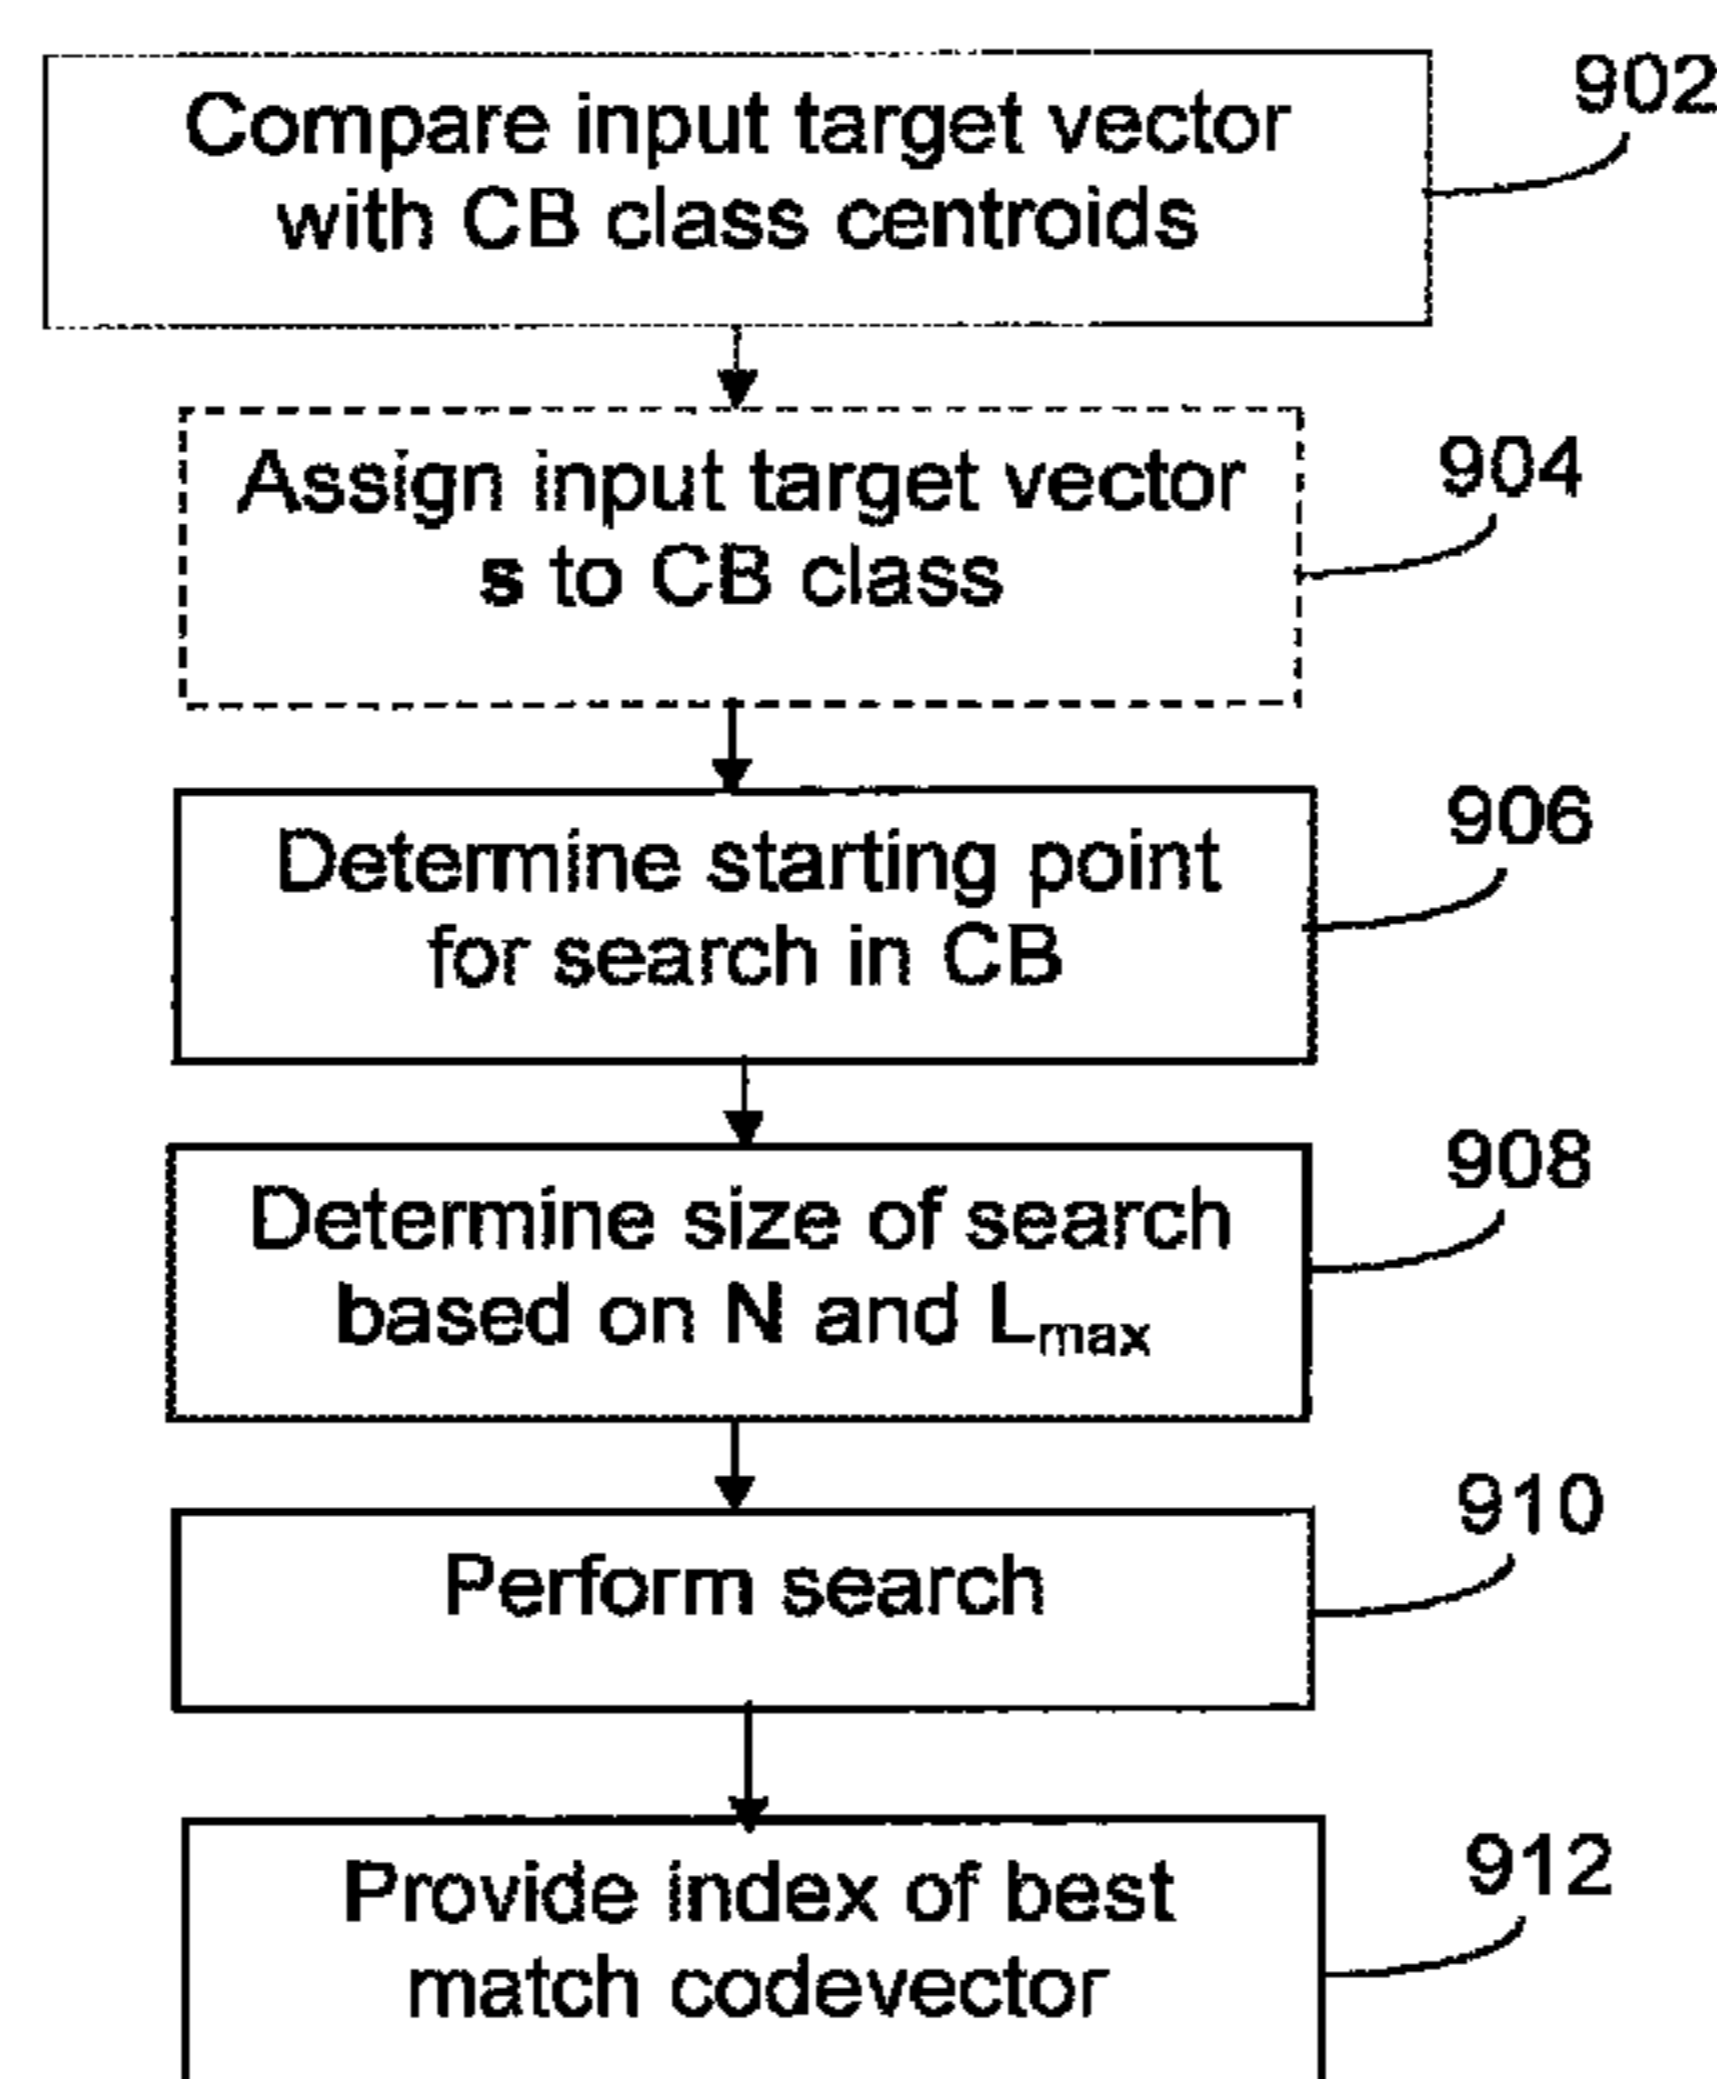 Compare input target vector
with CB class centroids
902
Assign input target vector
s to CB class
904
Determine starting point
for search in CB
906
Determine size of search
based on N and Lmax
908
Perform search
910
Provide index of best
match codevector
912